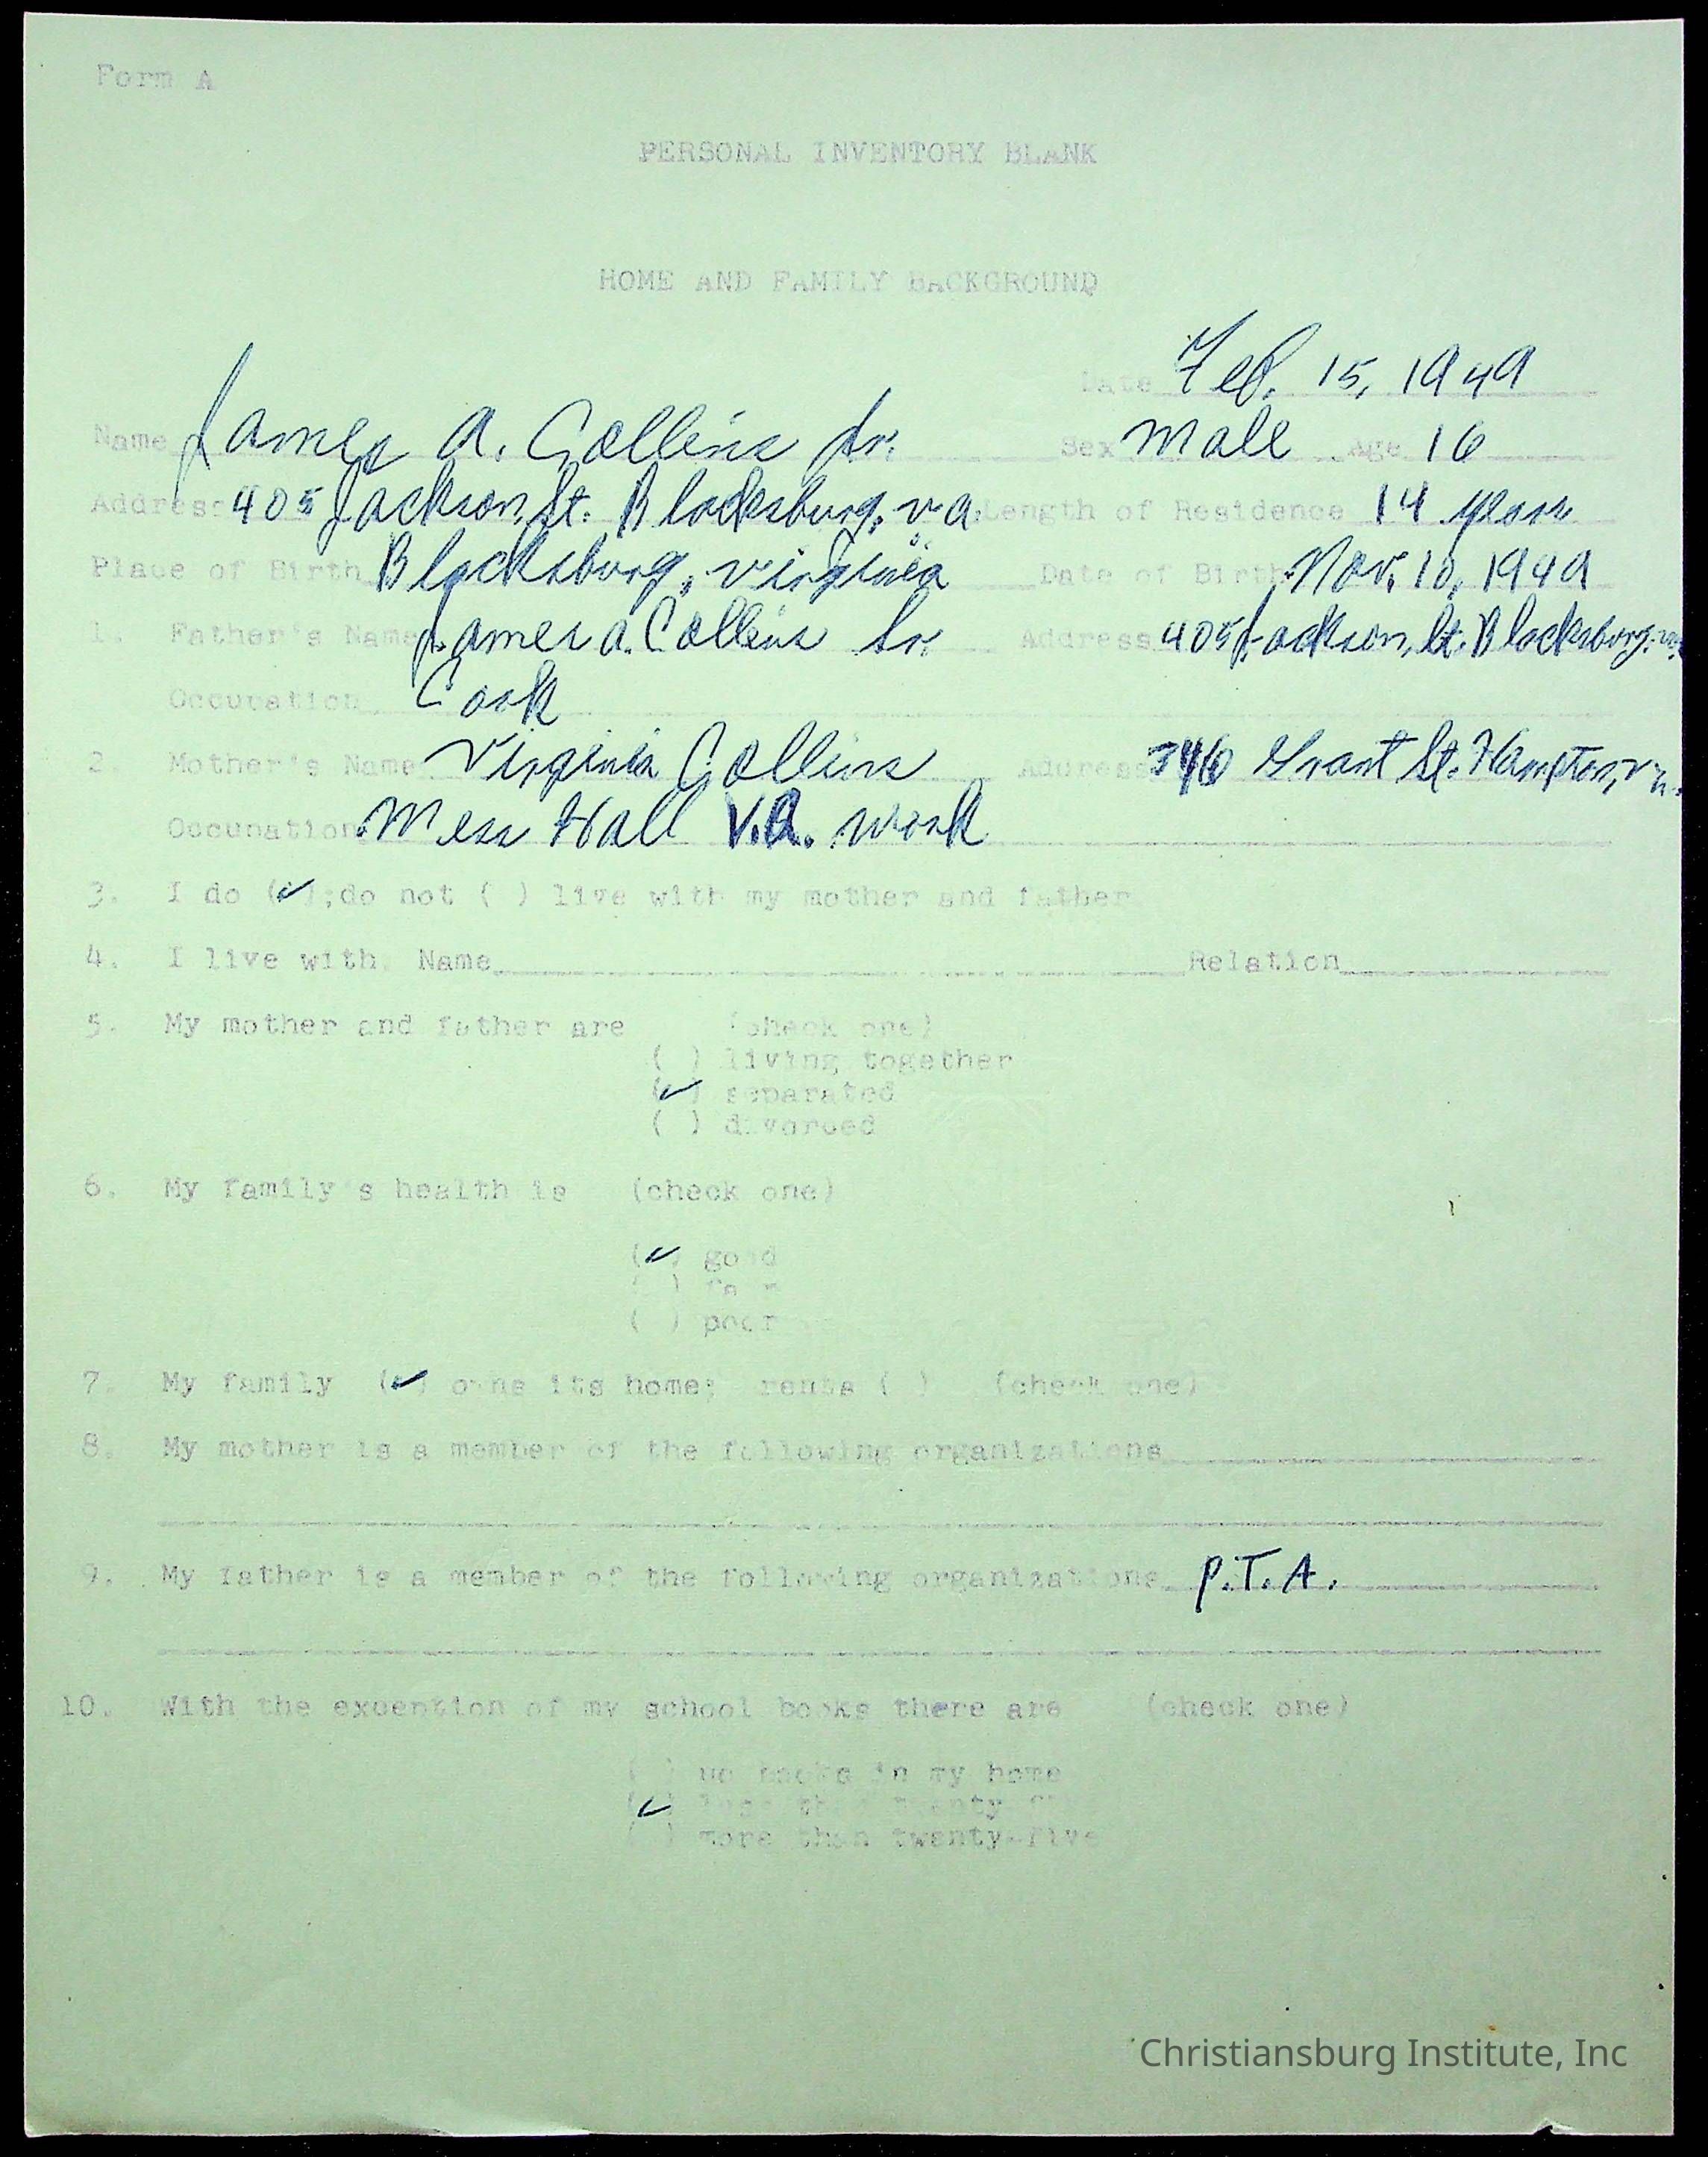 Form A
PERSONAL INVENTORY BLANK
HOME AND FAMILY BACKGROUND
Date Feb. 15, 1949
Name James A. Collins Jr. Sex Male Age 16
Address 405 Jackson, St. Blacksburg, Va. Length of Residence 14 years
Place of Birth Blacksburg, Virginia Date of Birth Nov. 10, 1949
1. Father's Name James A. Collins Sr. Address 405 Jackson, St. Blacksburg, Va.
Occupation Cook
2 Mother's Name Virginia Collins Address 346 Grant St. Hampton, Va.
Occupation Mess Hall V.A. work
3. I do (✓);do not ( ) live with my mother and father
4. I live with Name Relation
5. My mother and father are (check one)
( ) living together
(✓) separated
( ) divorced
6. My family's health is (check one)
(✓) good
( ) fair
( ) poor
7. My family (✓) owns its home; rents ( ) (check one)
8. My mother is a member of the following organizations
9. My father is a member of the following organizations P.T.A.
10. With the exception of my school books there are (check one)
( ) no books in my home
(✓) less than twenty
( ) more than twenty-five
Christiansburg Institute, Inc